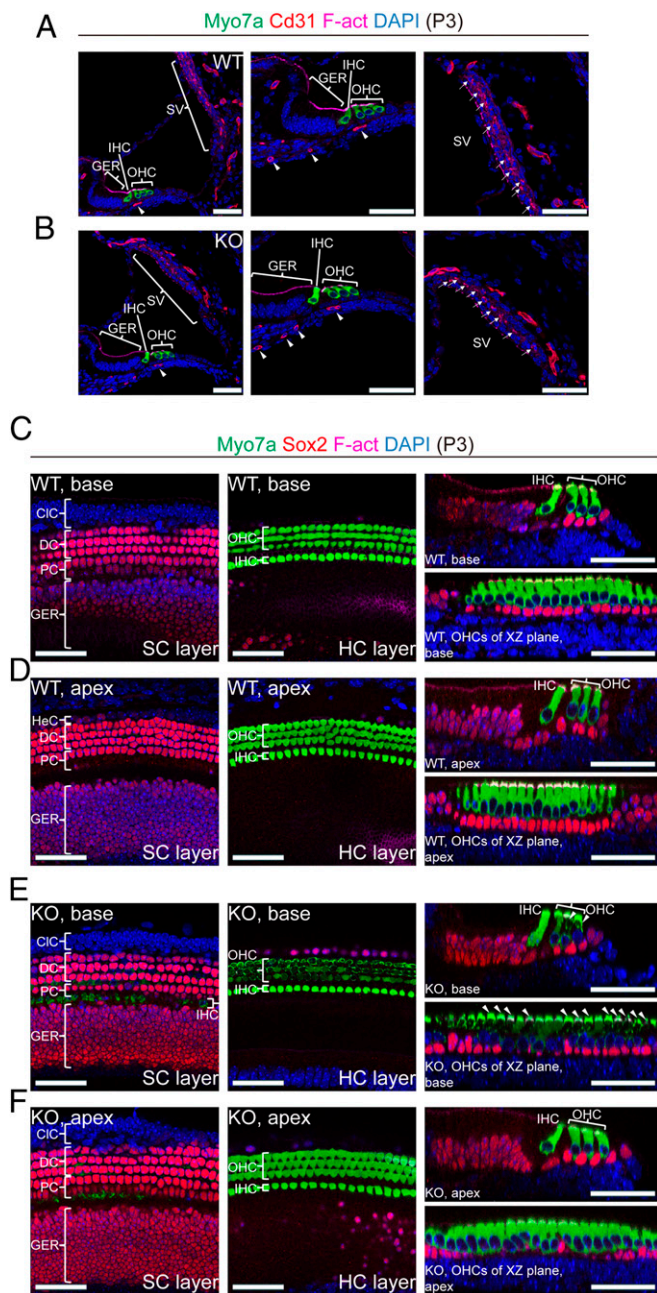 A
Myo7a Cd31 F-act DAPI (P3)
WT
SV
IHC
OHC
GER
GER
IHC
OHC
SV
B
KO
SV
IHC
GER
OHC
GER
IHC
OHC
SV
C
Myo7a Sox2 F-act DAPI (P3)
WT, base
ClC
DC
PC
GER
SC layer
WT, base
OHC
IHC
HC layer
IHC
OHC
WT, base
WT, OHCs of XZ plane,
base
D
WT, apex
HeC
DC
PC
GER
SC layer
WT, apex
OHC
IHC
HC layer
IHC
OHC
WT, apex
WT, OHCs of XZ plane,
apex
E
KO, base
ClC
DC
PC
IHC
GER
SC layer
KO, base
OHC
IHC
HC layer
IHC
OHC
KO, base
KO, OHCs of XZ plane,
base
F
KO, apex
ClC
DC
PC
GER
SC layer
KO, apex
OHC
IHC
HC layer
IHC
OHC
KO, apex
KO, OHCs of XZ plane,
apex